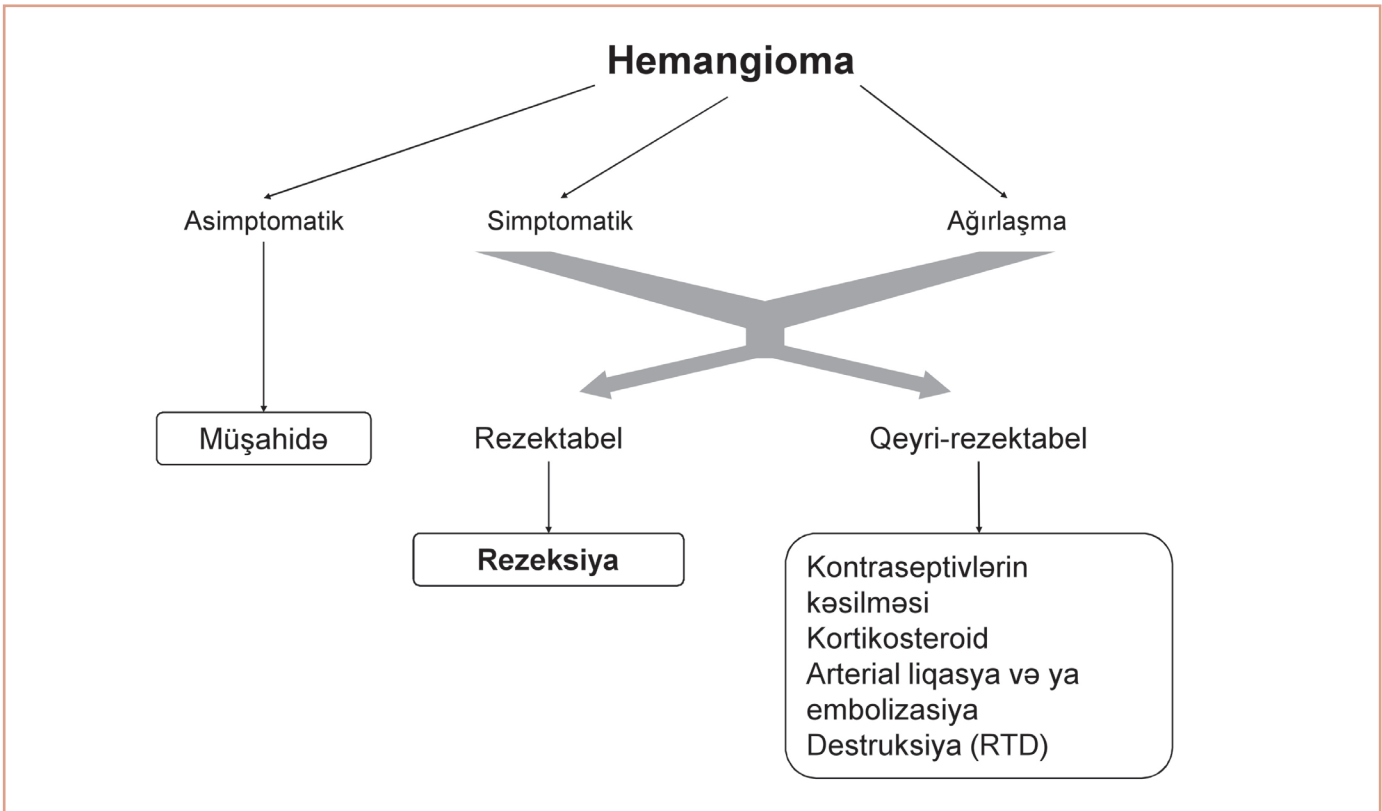 Hemangioma
Asimptomatik
Simptomatik
Ağırlaşma
Müşahidə
Rezektabel
Qeyri-rezektabel
Rezeksiya
Kontraseptivlərin
kəsilməsi
Kortikosteroid
Arterial liqasya və ya
embolizasiya
Destruksiya (RTD)